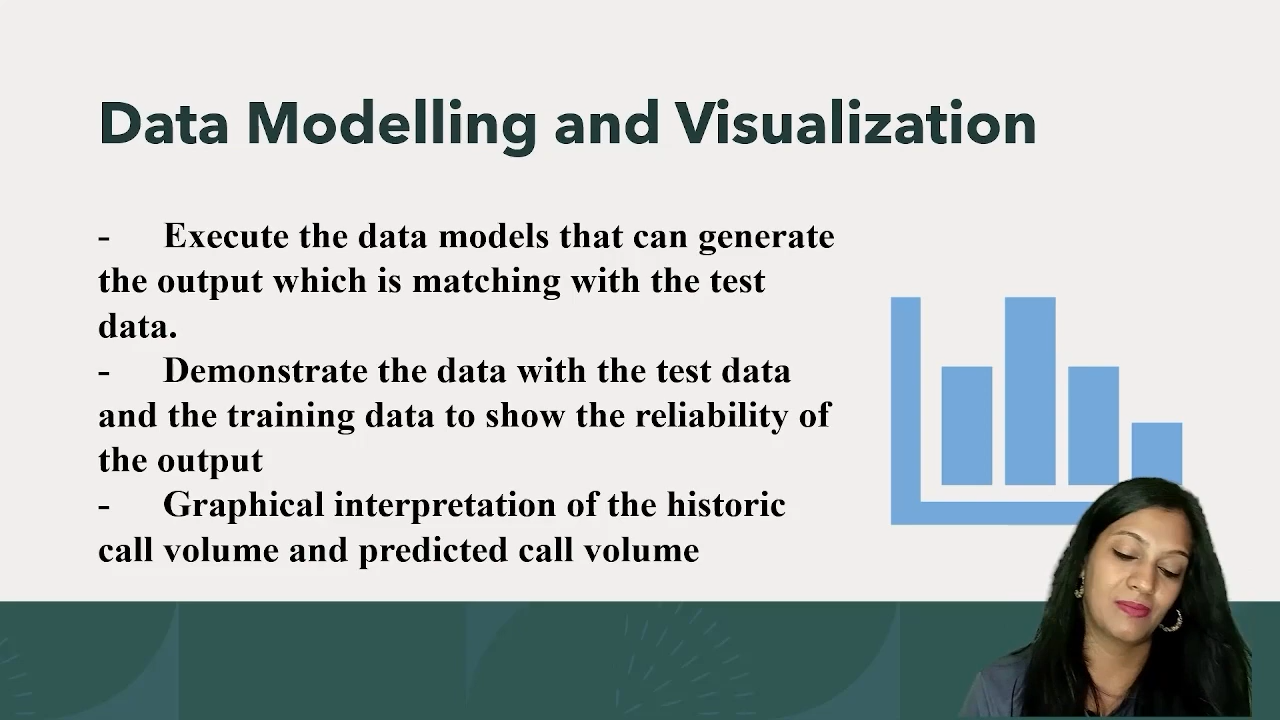 Data Modelling and Visualization
- Execute the data models that can generate
the output which is matching with the test
data.
- Demonstrate the data with the test data
and the training data to show the reliability of
the output
- Graphical interpretation of the historic
call volume and predicted call volume